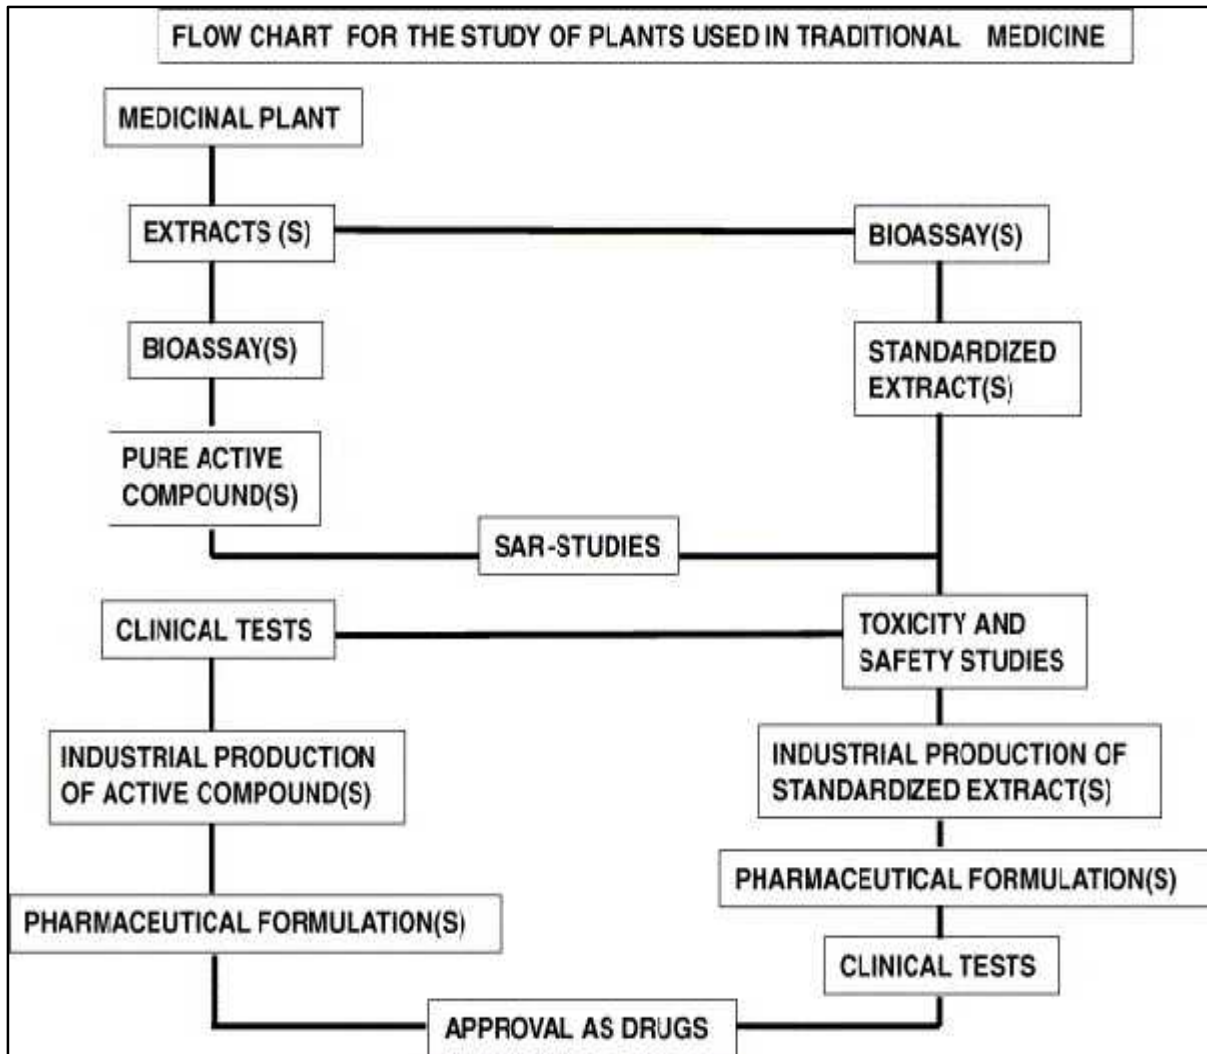 FLOW CHART FOR THE STUDY OF PLANTS USED IN TRADITIONAL MEDICINE
MEDICINAL PLANT
EXTRACTS (S)
BIOASSAY(S)
BIOASSAY(S)
STANDARDIZED
EXTRACT(S)
PURE ACTIVE
COMPOUND(S)
SAR-STUDIES
CLINICAL TESTS
TOXICITY AND
SAFETY STUDIES
INDUSTRIAL PRODUCTION
OF ACTIVE COMPOUND(S)
INDUSTRIAL PRODUCTION OF
STANDARDIZED EXTRACT(S)
PHARMACEUTICAL FORMULATION(S)
PHARMACEUTICAL FORMULATION(S)
CLINICAL TESTS
APPROVAL AS DRUGS